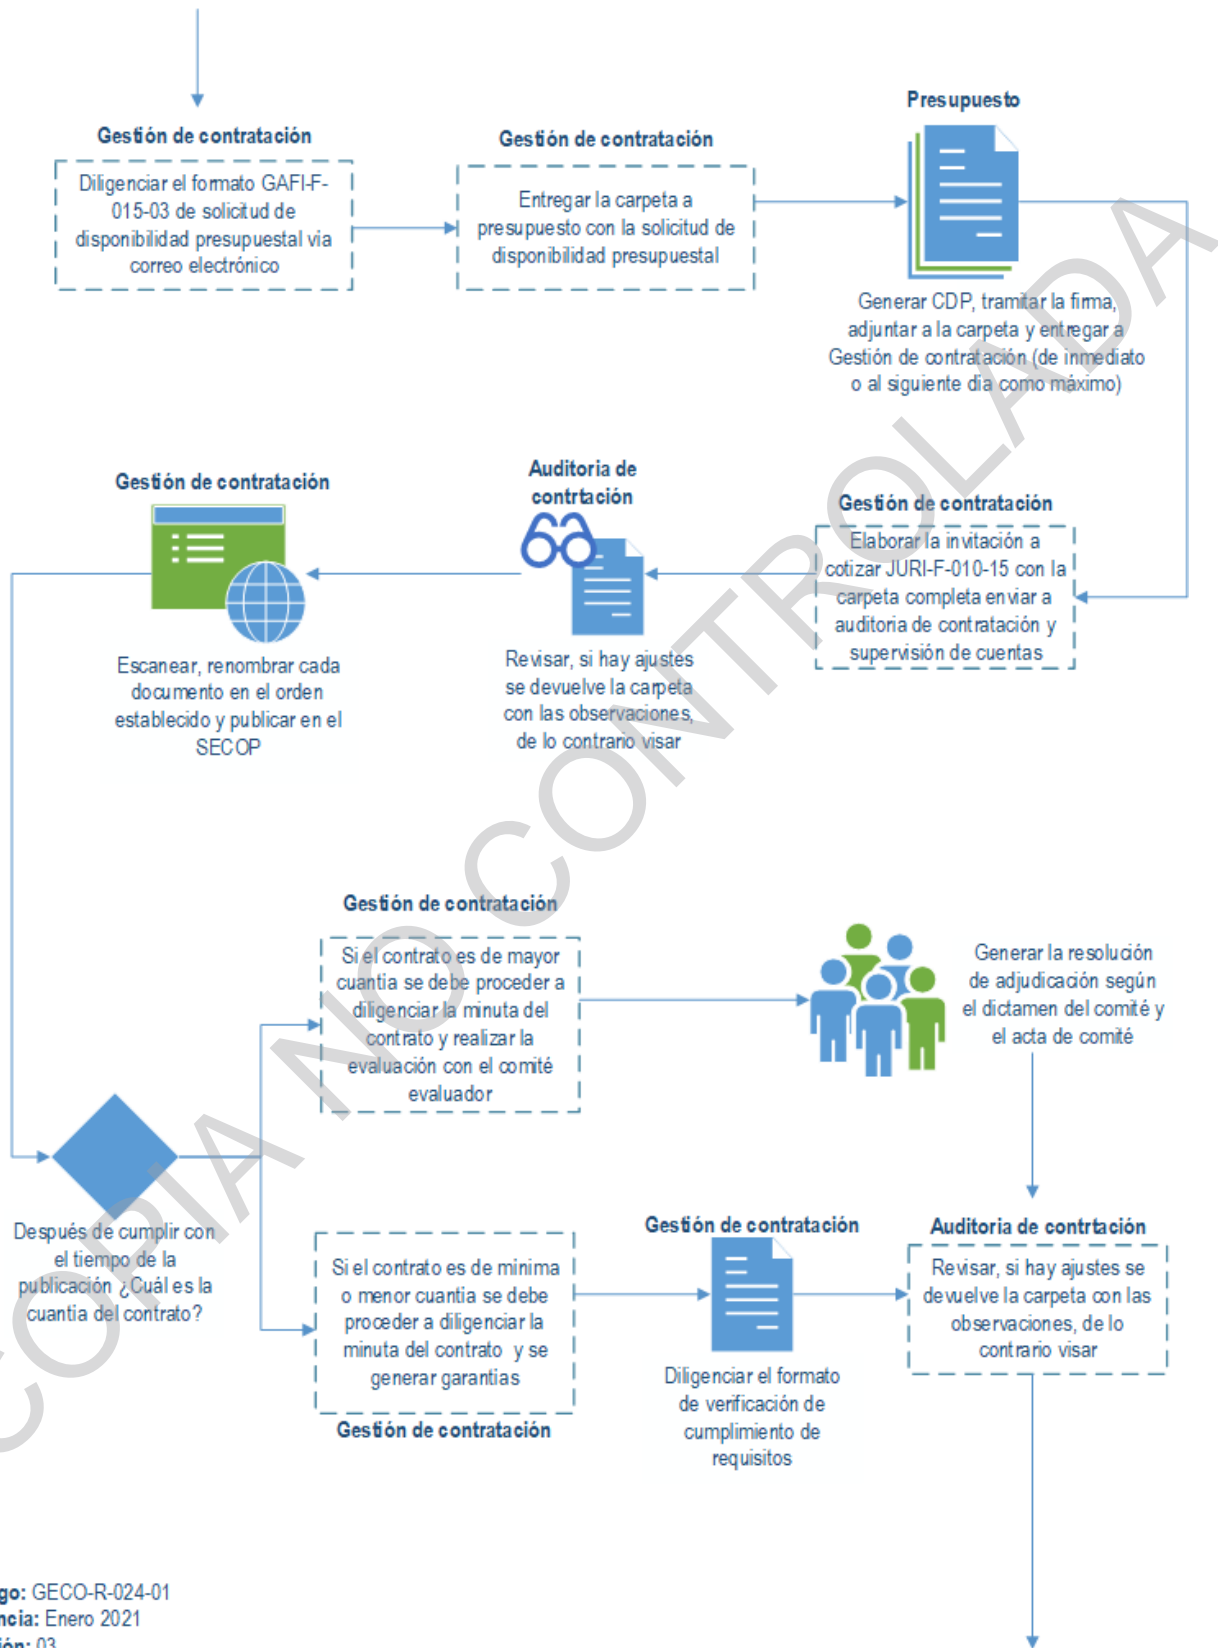 Gestión de contratación
Diligenciar el formato GAFI-F-
015-03 de solicitud de
disponibilidad presupuestal via
correo electrónico
Gestión de contratación
Entregar la carpeta a
presupuesto con la solicitud de
disponibilidad presupuestal
Presupuesto
Generar CDP, tramitar la firma,
adjuntar a la carpeta y entregar a
Gestión de contratación (de inmediato
o al siguiente dia como máximo)
Gestión de contratación
Elaborar la invitación a
cotizar JURI-F-010-15 con la
carpeta completa enviar a
auditoria de contratación y
supervisión de cuentas
Auditoria de
contrtación
Revisar, si hay ajustes
se devuelve la carpeta
con las observaciones,
de lo contrario visar
Gestión de contratación
Escanear, renombrar cada
documento en el orden
establecido y publicar en el
SECOP
Después de cumplir con
el tiempo de la
publicación ¿Cuál es la
cuantia del contrato?
Gestión de contratación
Si el contrato es de mayor
cuantia se debe proceder a
diligenciar la minuta del
contrato y realizar la
evaluación con el comité
evaluador
Generar la resolución
de adjudicación según
el dictamen del comité y
el acta de comité
Si el contrato es de minima
o menor cuantia se debe
proceder a diligenciar la
minuta del contrato y se
generar garantias
Gestión de contratación
Gestión de contratación
Diligenciar el formato
de verificación de
cumplimiento de
requisitos
Auditoria de contrtación
Revisar, si hay ajustes se
devuelve la carpeta con las
observaciones, de lo
contrario visar
COPIA NO CONTROLADA
go: GECO-R-024-01
ncia: Enero 2021
ión: 03